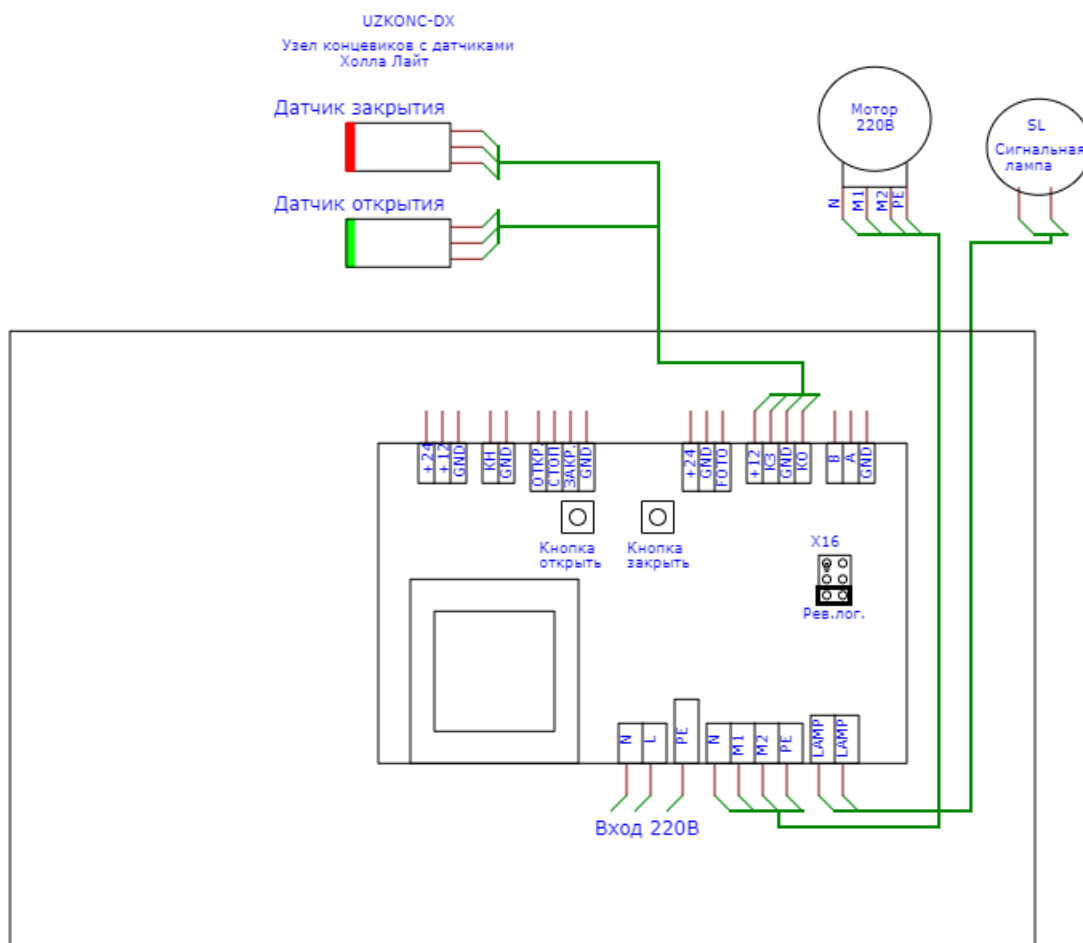 UZKONC-DX
Узел концевиков с датчиками
Холла Лайт
Датчик закрытия
Датчик открытия
Мотор
220В
SL
Сигнальная
лампа
N
M1
M2
PE
+24
+12
GND
КН
GND
ОТКР.
СТОП
ЗАКР.
GND
+24
GND
FOTO
+12
КЗ
GND
КО
B
A
GND
Кнопка
открыть
Кнопка
закрыть
X16
Рев.лог.
N
L
PE
N
M1
M2
PE
LAMP
LAMP
Вход 220В